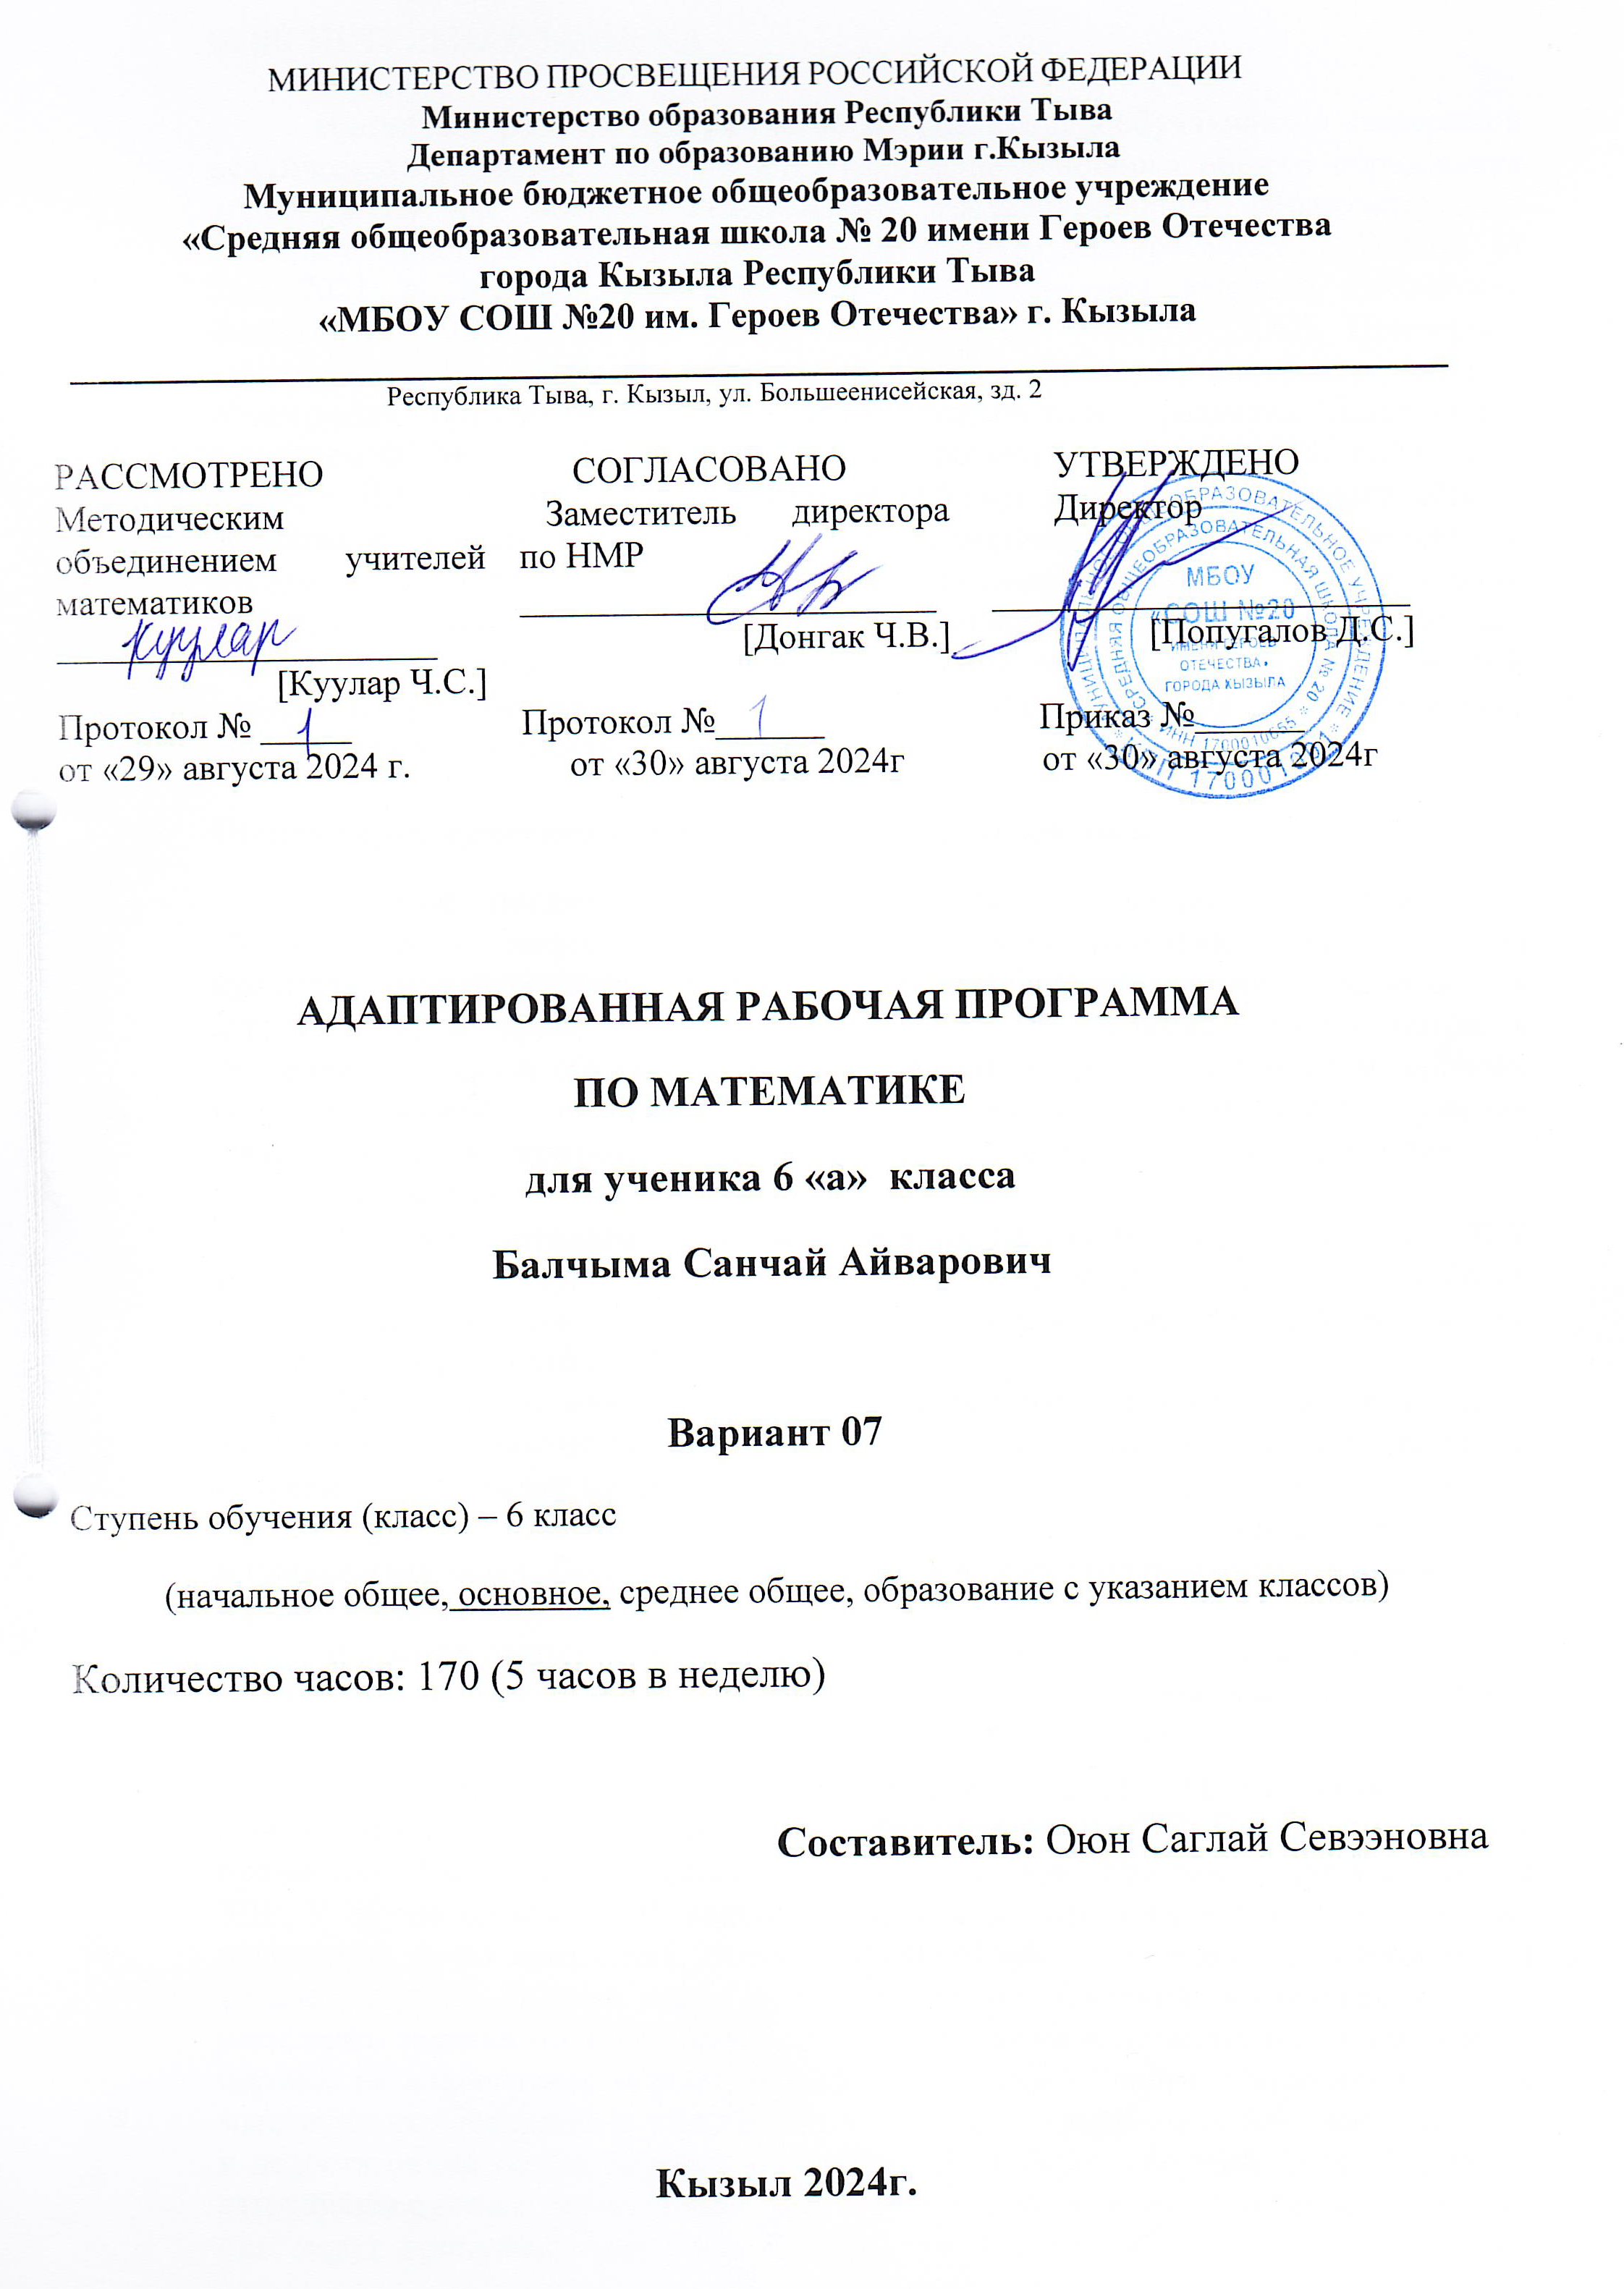 МИНИСТЕРСТВО ПРОСВЕЩЕНИЯ РОССИЙСКОЙ ФЕДЕРАЦИИ
Министерство образования Республики Тыва
Департамент по образованию Мэрии г.Кызыла
Муниципальное бюджетное общеобразовательное учреждение
«Средняя общеобразовательная школа № 20 имени Героев Отечества
города Кызыла Республики Тыва
«МБОУ СОШ №20 им. Героев Отечества» г. Кызыла
Республика Тыва, г. Кызыл, ул. Большеенисейская, зд. 2
РАССМОТРЕНО
Методическим
объединением учителей
математиков
Куулар
[Куулар Ч.С.]
Протокол № 1
от «29» августа 2024 г.
СОГЛАСОВАНО
Заместитель директора
по НМР
[Донгак Ч.В.]
Протокол № 1
от «30» августа 2024г
УТВЕРЖДЕНО
Директор
[Попугалов Д.С.]
Приказ №
от «30» августа 2024г
МБОУ
«СОШ №20
ИМЕНИ ГЕРОЕВ
ОТЕЧЕСТВА»
ГОРОДА КЫЗЫЛА
АДАПТИРОВАННАЯ РАБОЧАЯ ПРОГРАММА
ПО МАТЕМАТИКЕ
для ученика 6 «а» класса
Балчыма Санчай Айварович
Вариант 07
Ступень обучения (класс) – 6 класс
(начальное общее, основное, среднее общее, образование с указанием классов)
Количество часов: 170 (5 часов в неделю)
Составитель: Оюн Саглай Севээновна
Кызыл 2024г.